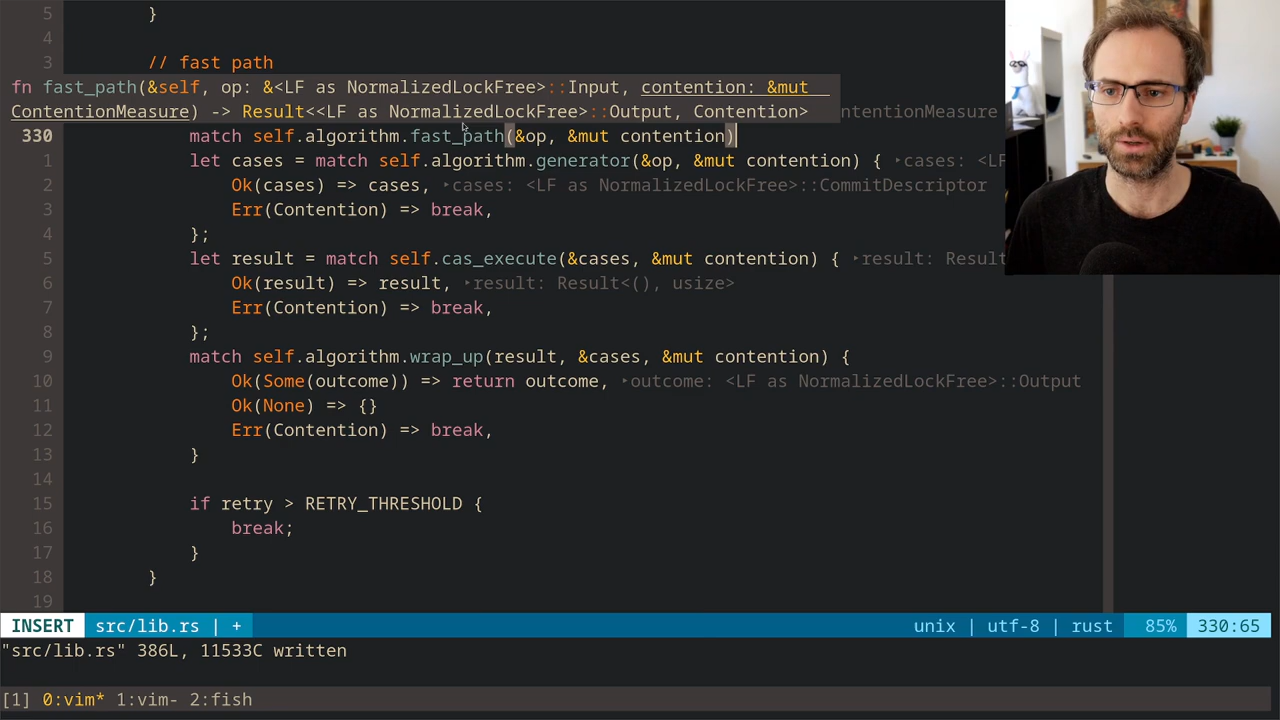 5 }
4
3 // fast path
fn fast_path(&self, op: &<LF as NormalizedLockFree>::Input, contention: &mut
ContentionMeasure) -> Result<<LF as NormalizedLockFree>::Output, Contention> ntentionMeasure
330 match self.algorithm.fast_path(&op, &mut contention)
1 let cases = match self.algorithm.generator(&op, &mut contention) { ‣cases: <LF
2 Ok(cases) => cases, ‣cases: <LF as NormalizedLockFree>::CommitDescriptor
3 Err(Contention) => break,
4 };
5 let result = match self.cas_execute(&cases, &mut contention) { ‣result: Result
6 Ok(result) => result, ‣result: Result<(), usize>
7 Err(Contention) => break,
8 };
9 match self.algorithm.wrap_up(result, &cases, &mut contention) {
10 Ok(Some(outcome)) => return outcome, ‣outcome: <LF as NormalizedLockFree>::Output
11 Ok(None) => {}
12 Err(Contention) => break,
13 }
14
15 if retry > RETRY_THRESHOLD {
16 break;
17 }
18 }
19
INSERT src/lib.rs | + unix | utf-8 | rust 85% 330:65
"src/lib.rs" 386L, 11533C written
[1] 0:vim* 1:vim- 2:fish